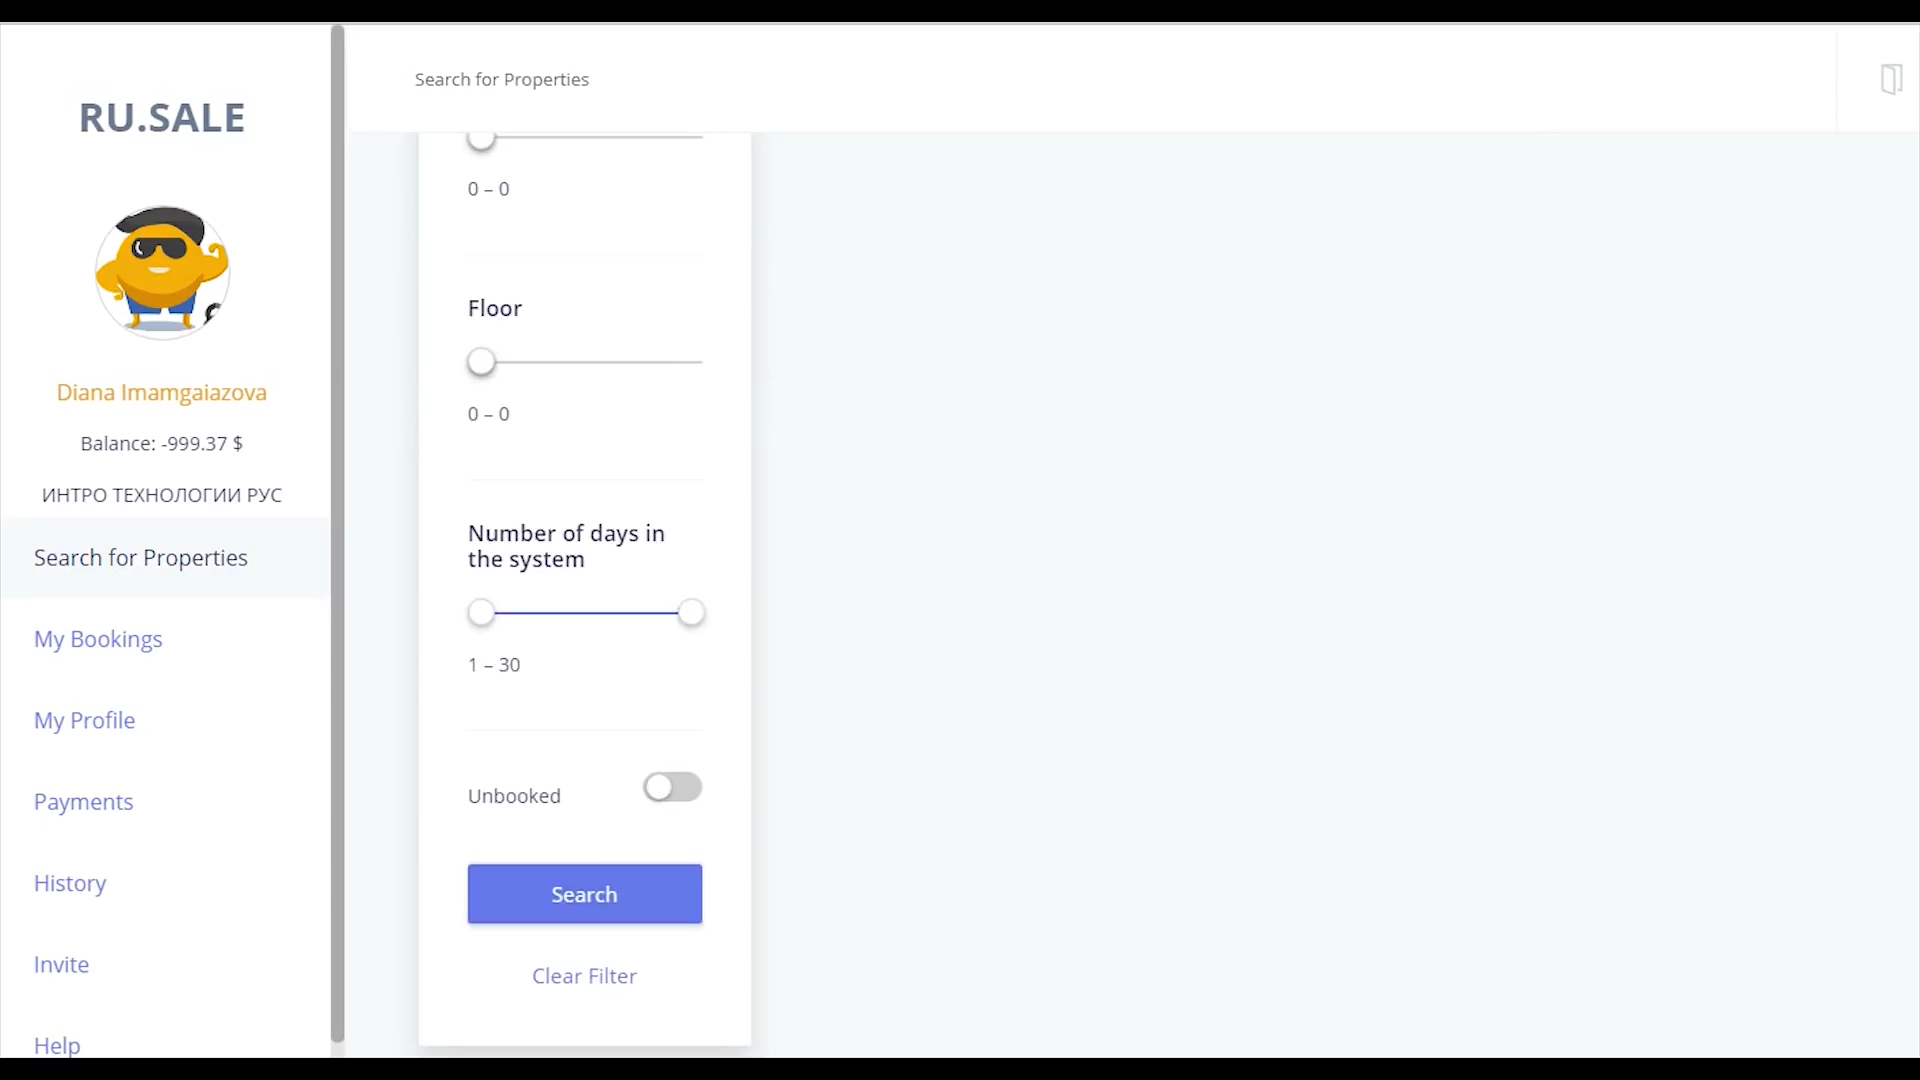 RU.SALE
Diana Imamgaiazova
Balance: -999.37 $
ИНТРО ТЕХНОЛОГИИ РУС
Search for Properties
My Bookings
My Profile
Payments
History
Invite
Help
Search for Properties
0 – 0
Floor
0 – 0
Number of days in
the system
1 – 30
Unbooked
Search
Clear Filter